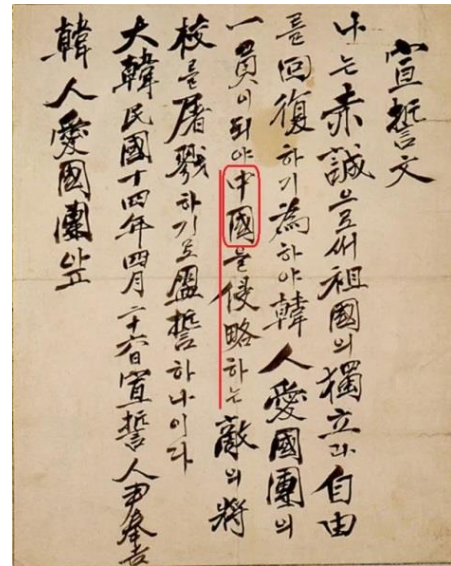 宣誓文
나는 赤誠으로써 祖國의 獨立과 自由
를 回復하기 爲하야 韓人愛國團의
一員이 되야 中國을 侵略하는 敵의 將
校를 屠戮하기로 盟誓하나이다
大韓民國十四年四月二十六日 宣誓人 尹奉吉
韓人愛國團 앞